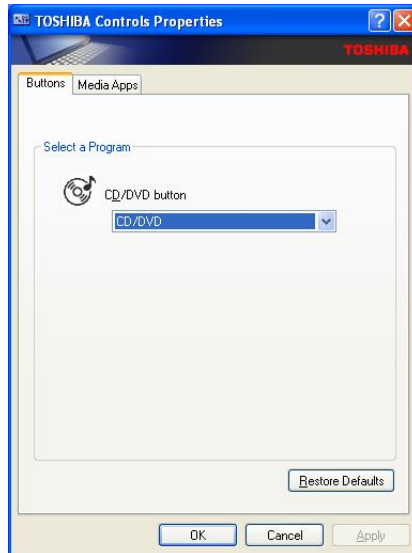 TOSHIBA Controls Properties
TOSHIBA
Buttons Media Apps
Select a Program
CD/DVD button
CD/DVD
Restore Defaults
OK Cancel Apply